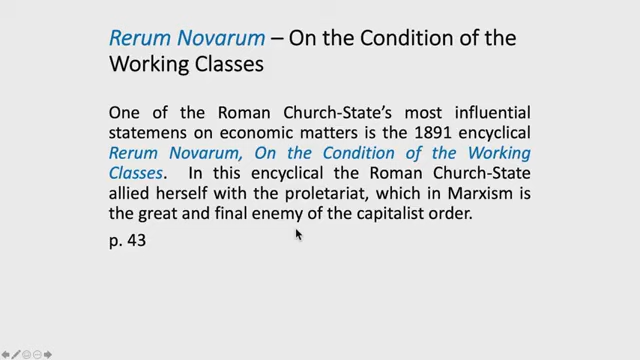 Rerum Novarum – On the Condition of the
Working Classes
One of the Roman Church-State's most influential
statemens on economic matters is the 1891 encyclical
Rerum Novarum, On the Condition of the Working
Classes. In this encyclical the Roman Church-State
allied herself with the proletariat, which in Marxism is
the great and final enemy of the capitalist order.
p. 43